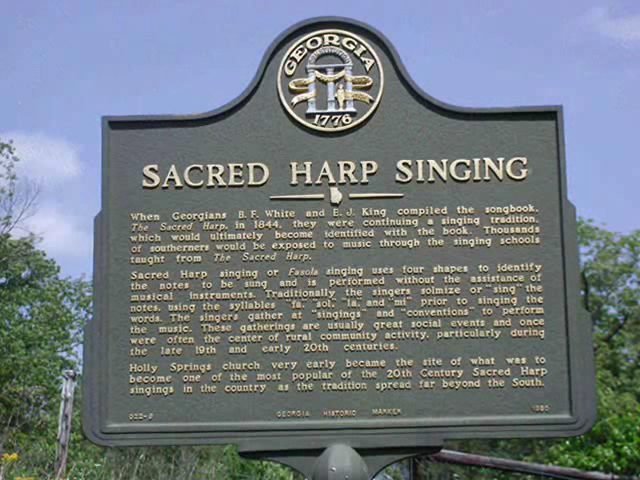 GEORGIA
1776
SACRED HARP SINGING
When Georgians B. F. White and E. J. King compiled the songbook,
The Sacred Harp, in 1844, they were continuing a singing tradition,
which would ultimately become identified with the book. Thousands
of southerners would be exposed to music through the singing schools
taught from The Sacred Harp.
Sacred Harp singing or Fasola singing uses four shapes to identify
the notes to be sung and is performed without the assistance of
musical instruments. Traditionally the singers solmize or "sing" the
notes, using the syllables "fa, sol, "la, and "mi" prior to singing the
words. The singers gather at "singings" and "conventions" to perform
the music. These gatherings are usually great social events and once
were often the center of rural community activity, particularly during
the late 19th and early 20th centuries.
Holly Springs church very early became the site of what was to
become one of the most popular of the 20th Century Sacred Harp
singings in the country as the tradition spread far beyond the South.
022-2 GEORGIA HISTORIC MARKER